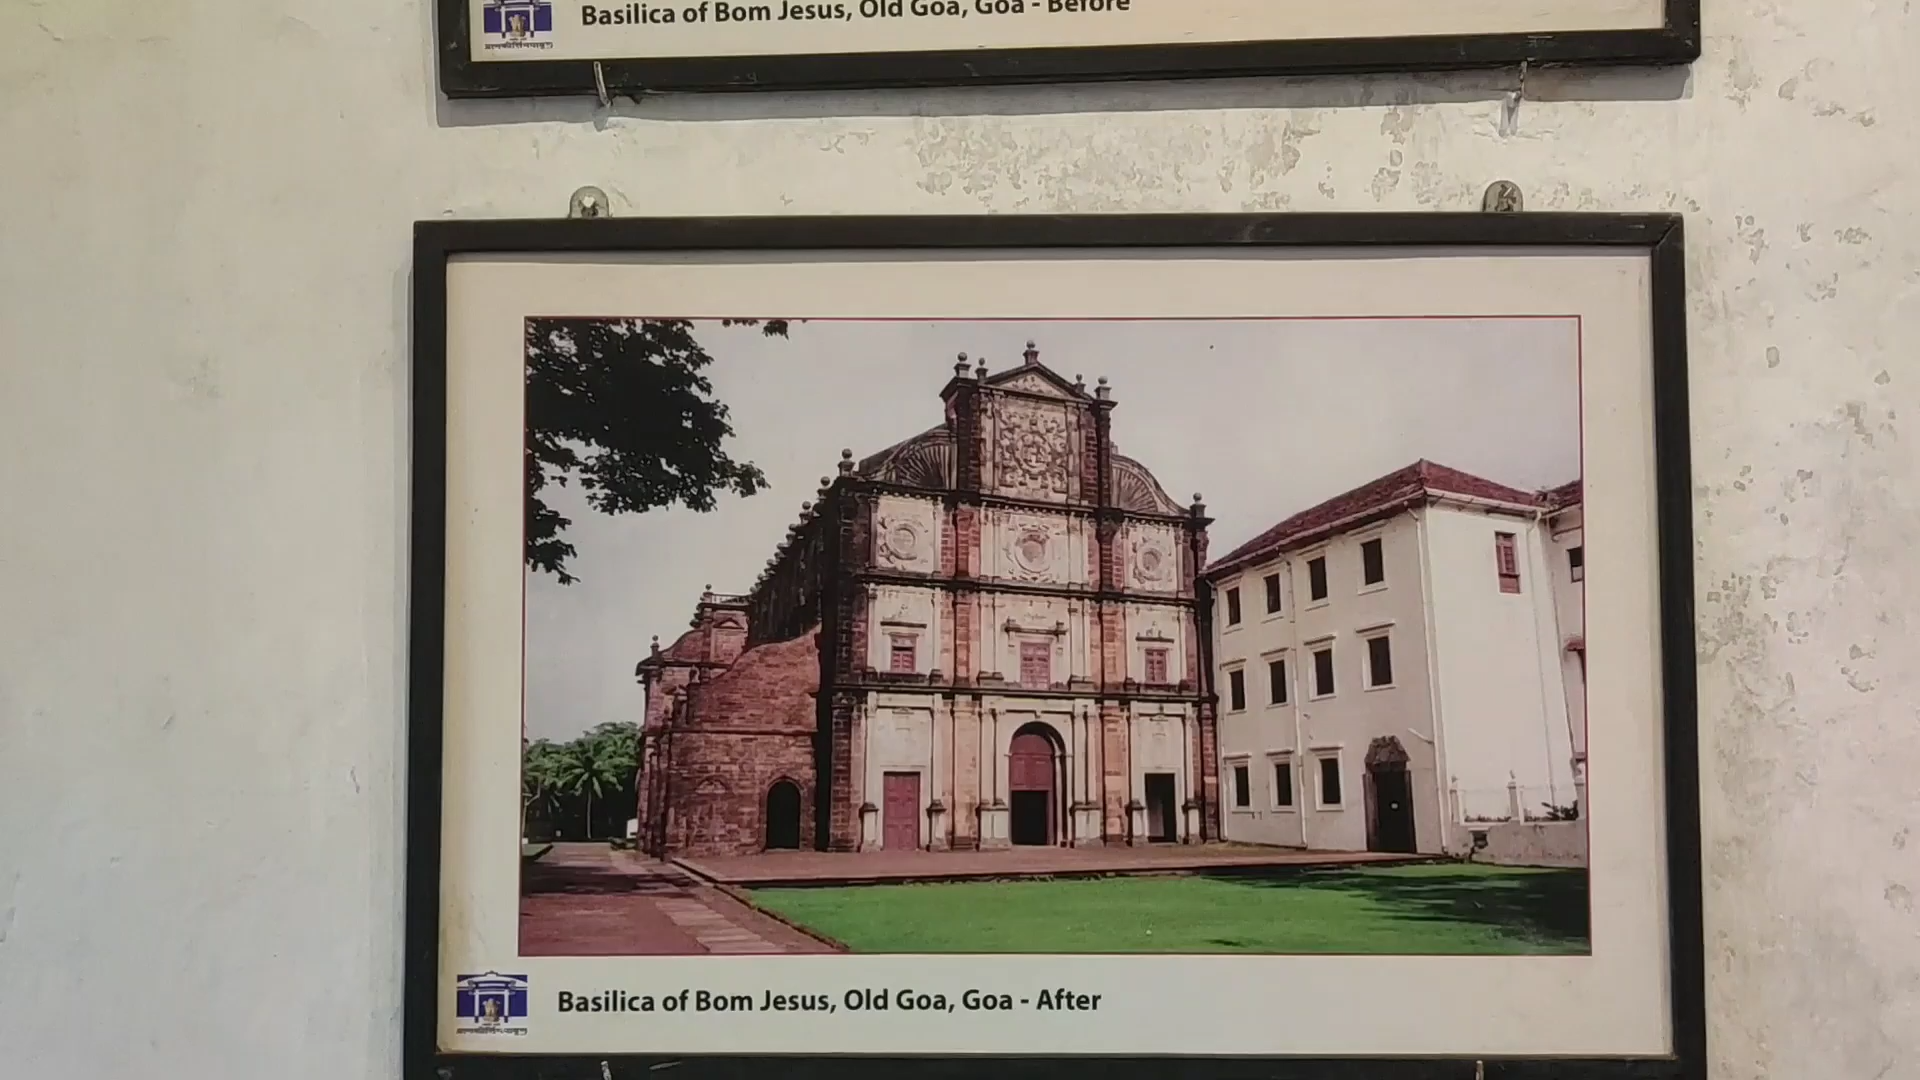 Basilica of Bom Jesus, Old Goa, Goa - Before
Basilica of Bom Jesus, Old Goa, Goa - After